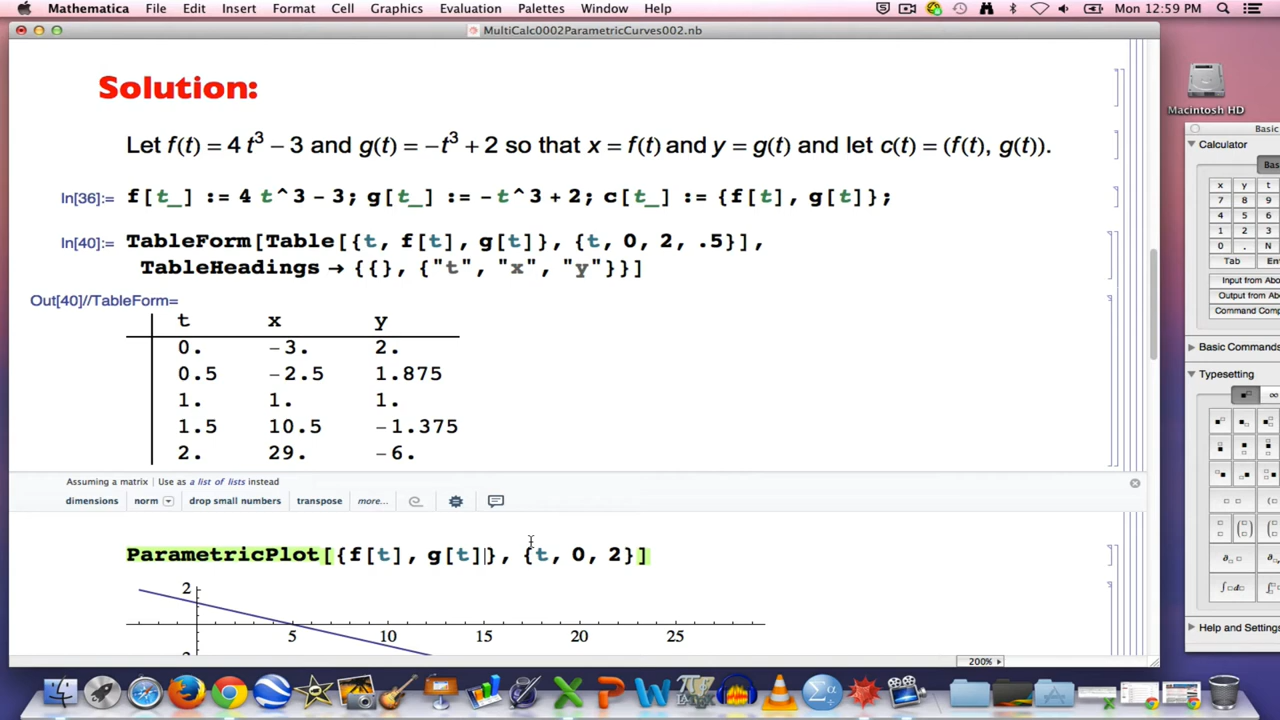 Mathematica File Edit Insert Format Cell Graphics Evaluation Palettes Window Help Mon 12:59 PM
MultiCalc0002ParametricCurves002.nb
Solution:
Let f(t) = 4 t³ − 3 and g(t) = −t³ + 2 so that x = f(t) and y = g(t) and let c(t) = (f(t), g(t)).
In[36]:= f[t_] := 4 t^3 - 3; g[t_] := -t^3 + 2; c[t_] := {f[t], g[t]};
In[40]:= TableForm[Table[{t, f[t], g[t]}, {t, 0, 2, .5}],
TableHeadings → {{}, {"t", "x", "y"}}]
Out[40]//TableForm=
t x y
0. -3. 2.
0.5 -2.5 1.875
1. 1. 1.
1.5 10.5 -1.375
2. 29. -6.
Assuming a matrix | Use as a list of lists instead
dimensions norm drop small numbers transpose more...
ParametricPlot[{f[t], g[t]}, {t, 0, 2}]
2
5 10 15 20 25
200%
Macintosh HD
Basic
Calculator
Bas
x y t
7 8 9
4 5 6
1 2 3
0 . N
Tab Ent
Input from Abo
Output from Abo
Command Comp
Basic Commands
Typesetting
Help and Settings